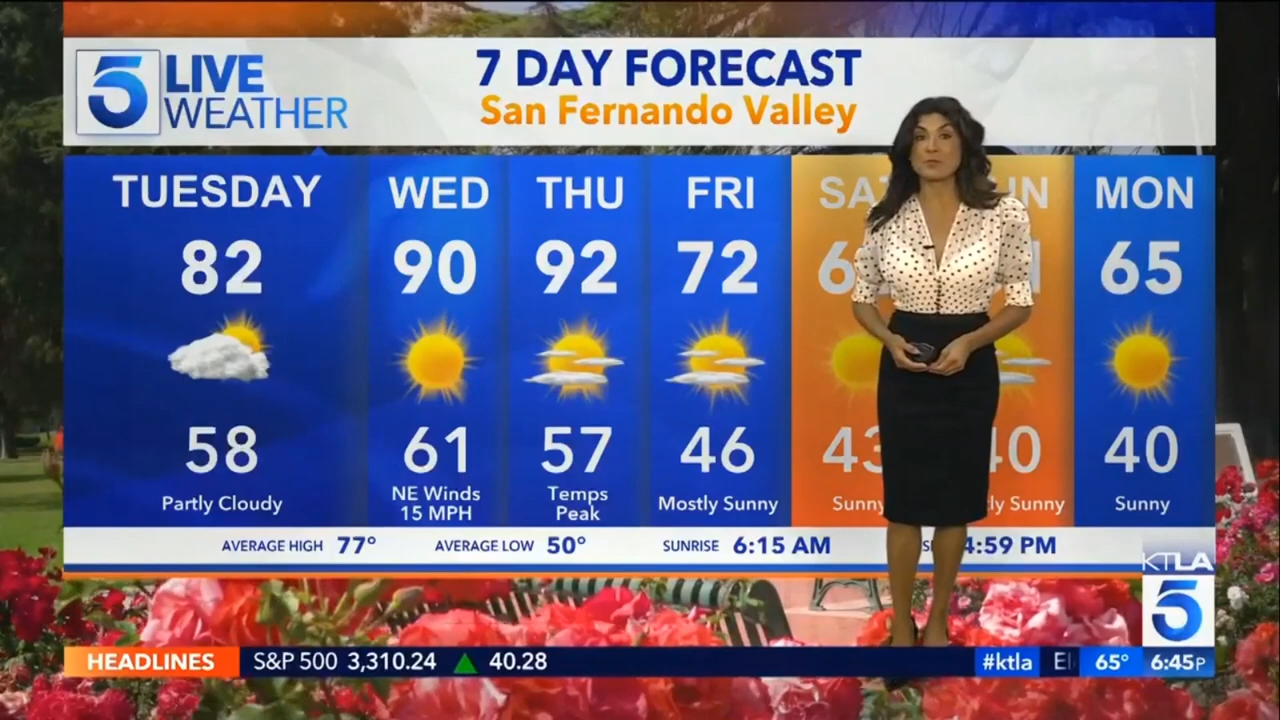 5 LIVE
WEATHER
7 DAY FORECAST
San Fernando Valley
TUESDAY WED THU FRI MON
82 90 92 72 65
58 61 57 46 43 40
Partly Cloudy NE Winds Temps Mostly Sunny Sunny Sunny Sunny
15 MPH Peak
AVERAGE HIGH 77° AVERAGE LOW 50° SUNRISE 6:15 AM 4:59 PM
KTLA
5
HEADLINES S&P 500 3,310.24 40.28 #ktla 65° 6:45P